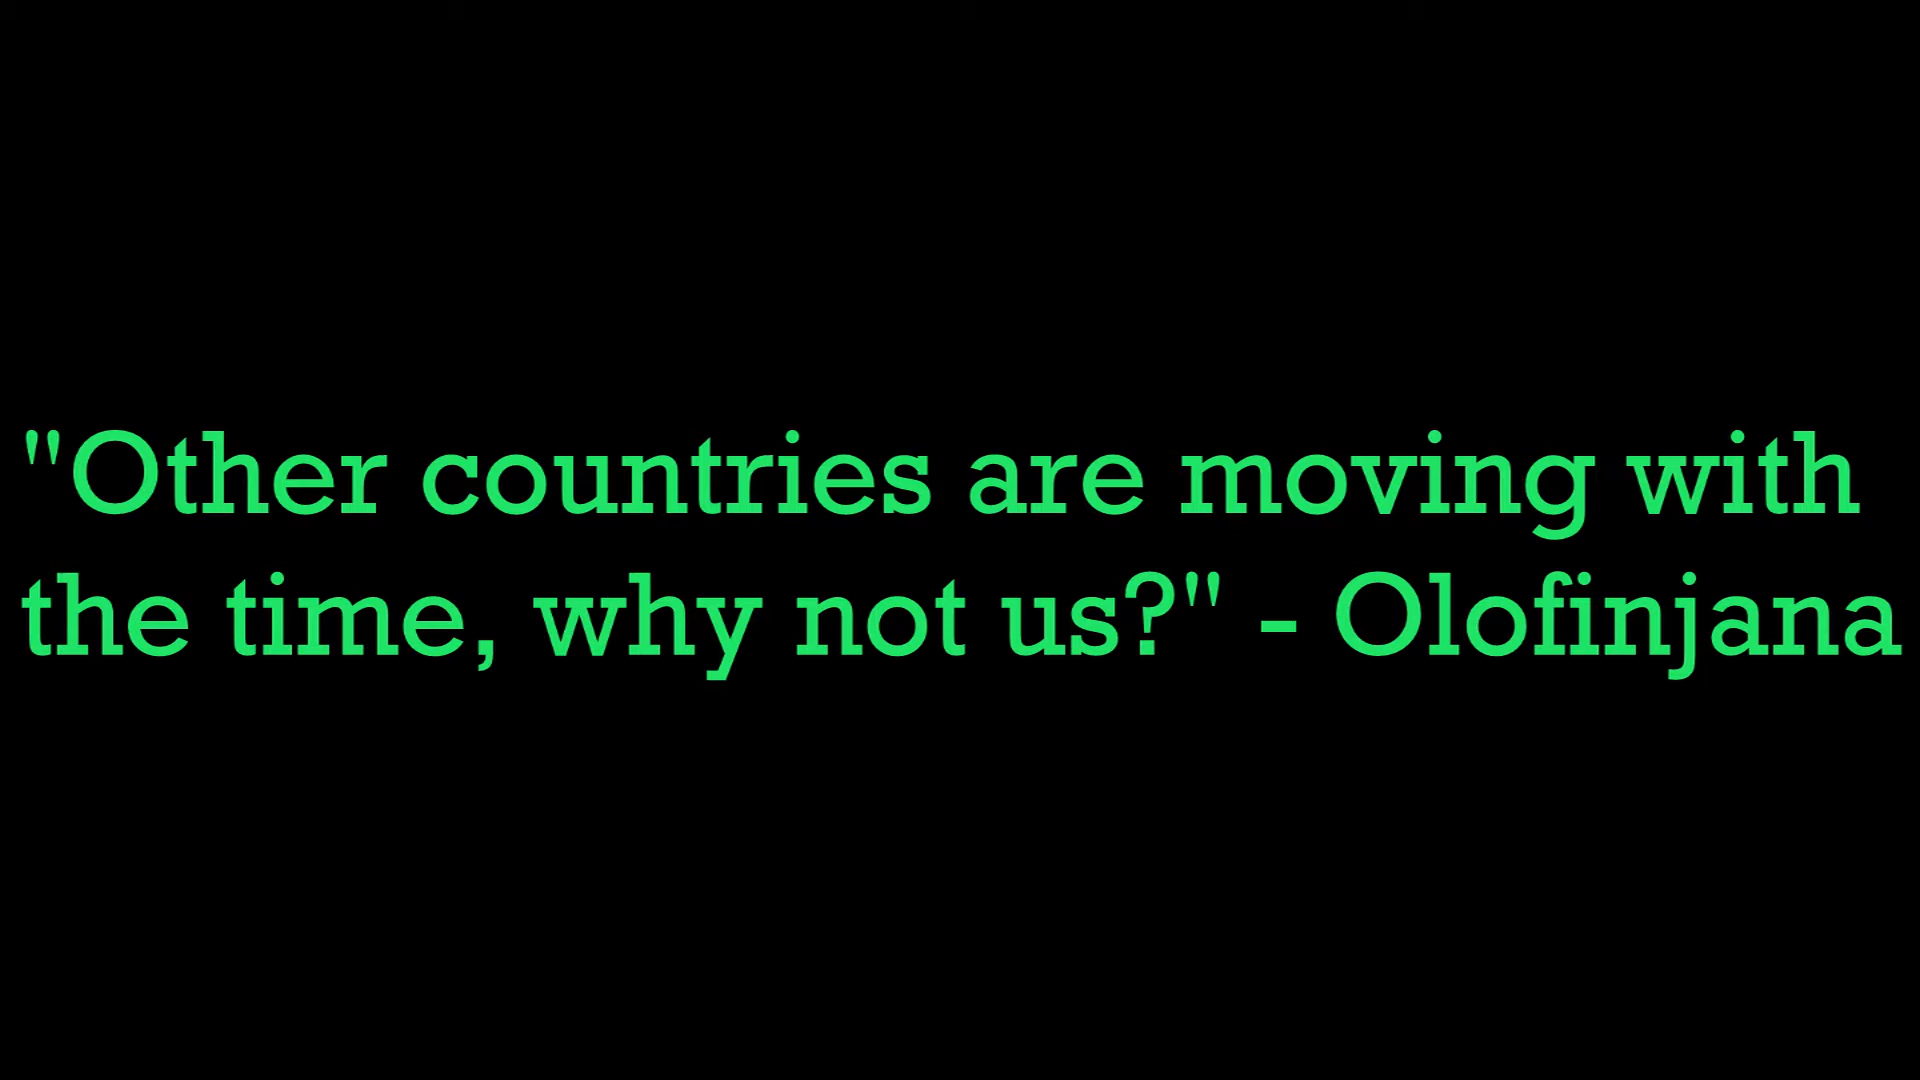 "Other countries are moving with
the time, why not us?" - Olofinjana